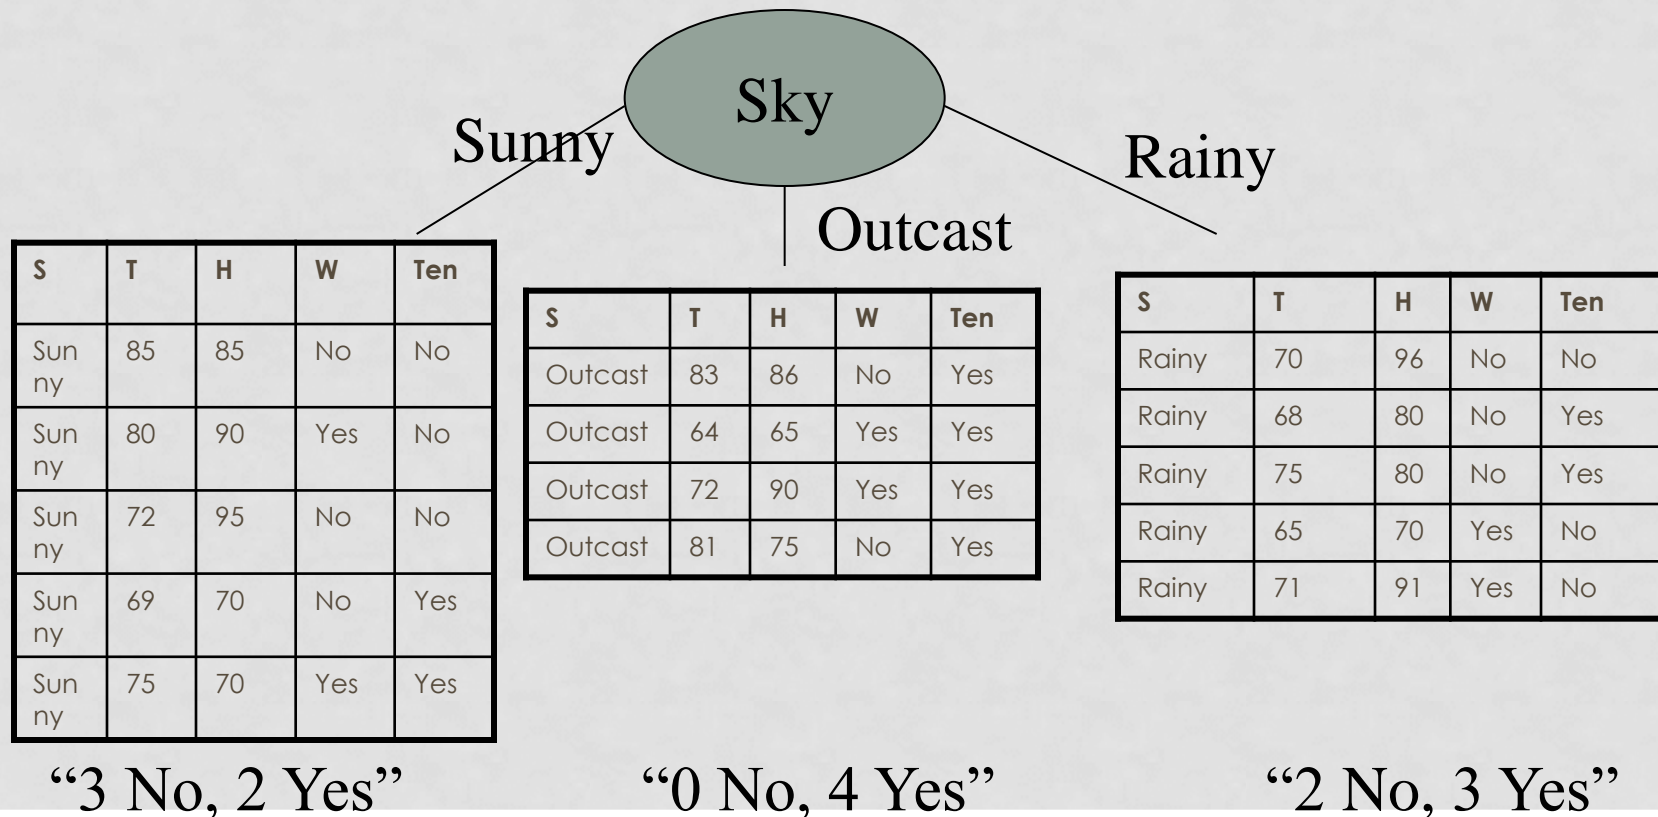 Sky
Sunny
Outcast
Rainy
S T H W Ten
Sun
ny 85 85 No No
Sun
ny 80 90 Yes No
Sun
ny 72 95 No No
Sun
ny 69 70 No Yes
Sun
ny 75 70 Yes Yes
“3 No, 2 Yes”
S T H W Ten
Outcast 83 86 No Yes
Outcast 64 65 Yes Yes
Outcast 72 90 Yes Yes
Outcast 81 75 No Yes
“0 No, 4 Yes”
S T H W Ten
Rainy 70 96 No No
Rainy 68 80 No Yes
Rainy 75 80 No Yes
Rainy 65 70 Yes No
Rainy 71 91 Yes No
“2 No, 3 Yes”